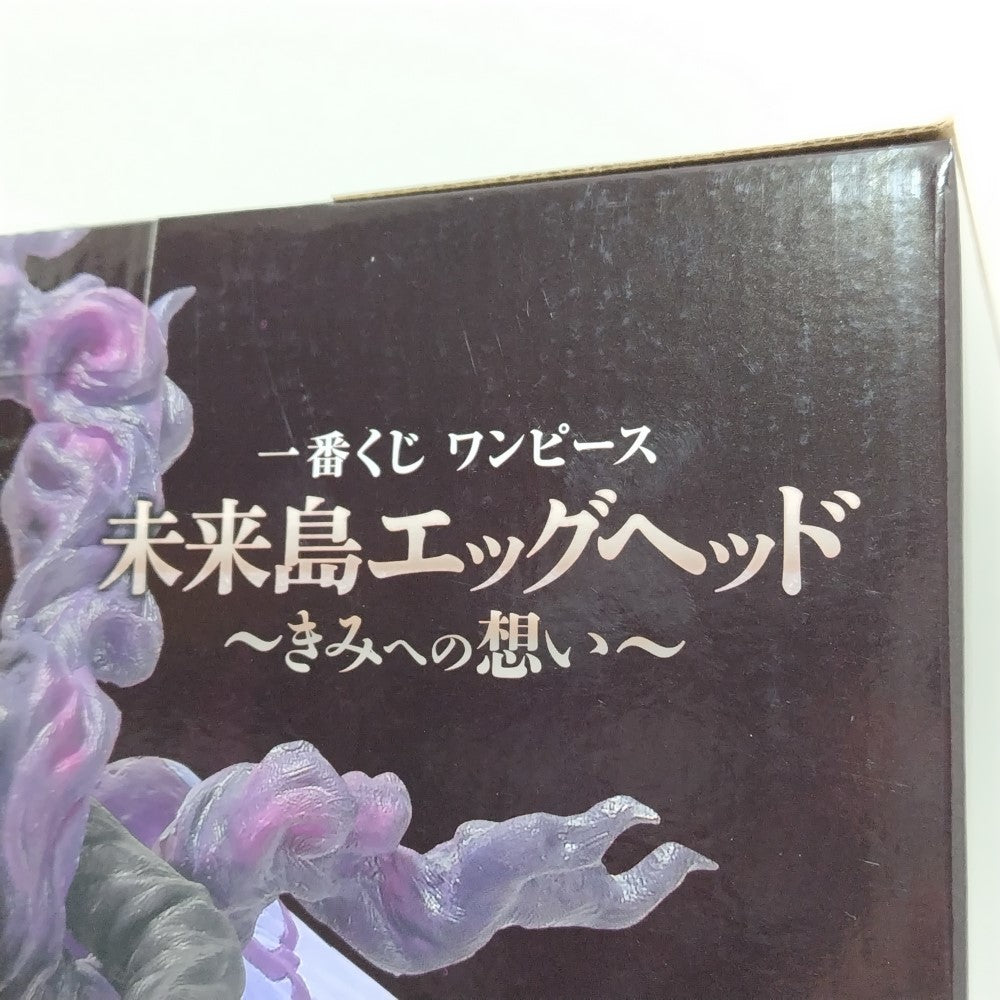 一番くじ ワンピース
未来島エッグヘッド
～きみへの想い～